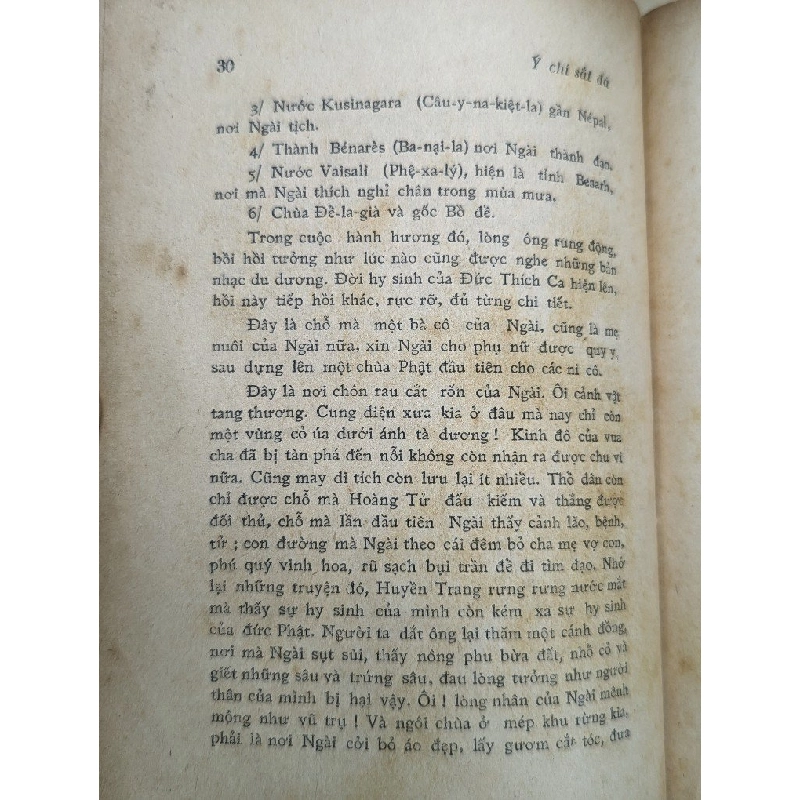 30
Ý chí sắt đá
3/ Nước Kusinagara (Câu-y-na-kiệt-la) gần Népal,
nơi Ngài tịch.
4/ Thành Bénarès (Ba-nại-la) nơi Ngài thành đạo.
5/ Nước Vaisali (Phệ-xa-lý), hiện là tỉnh Besarh,
nơi mà Ngài thích nghỉ chân trong mùa mưa.
6/ Chùa Đề-la-già và gốc Bồ đề.
Trong cuộc hành hương đó, lòng ông rung động,
bồi hồi tưởng như lúc nào cũng được nghe những bản
nhạc du dương. Đời hy sinh của Đức Thích Ca hiện lên,
hồi này tiếp hồi khác, rực rỡ, đủ từng chi tiết.
Đây là chỗ mà một bà cô của Ngài, cũng là mẹ
nuôi của Ngài nữa, xin Ngài cho phụ nữ được quy y,
sau dựng lên một chùa Phật đầu tiên cho các ni cô.
Đây là nơi chôn rau cắt rốn của Ngài. Ôi cảnh vật
tang thương. Cung điện xưa kia ở đâu mà nay chỉ còn
một vùng cỏ úa dưới ánh tà dương ! Kinh đô của vua
cha đã bị tàn phá đến nỗi không còn nhận ra được chu vi
nữa. Cũng may di tích còn lưu lại ít nhiều. Thổ dân còn
chỉ được chỗ mà Hoàng Tử đấu kiếm và thắng được
đối thủ, chỗ mà lần đầu tiên Ngài thấy cảnh lão, bệnh,
tử ; con đường mà Ngài theo cái đêm bỏ cha mẹ vợ con,
phú quý vinh hoa, rũ sạch bụi trần để đi tìm đạo. Nhớ
lại những truyện đó, Huyền Trang rưng rưng nước mắt
mà thấy sự hy sinh của mình còn kém xa sự hy sinh
của đức Phật. Người ta dắt ông lại thăm một cánh đồng,
nơi mà Ngài sụt sùi, thấy nông phu bừa đất, nhổ cỏ và
giết những sâu và trứng sâu, đau lòng tưởng như người
thân của mình bị hại vậy. Ôi ! lòng nhân của Ngài mênh
mông như vũ trụ ! Và ngôi chùa ở mép khu rừng kia,
phải là nơi Ngài cởi bỏ áo đẹp, lấy gươm cắt tóc, đưa